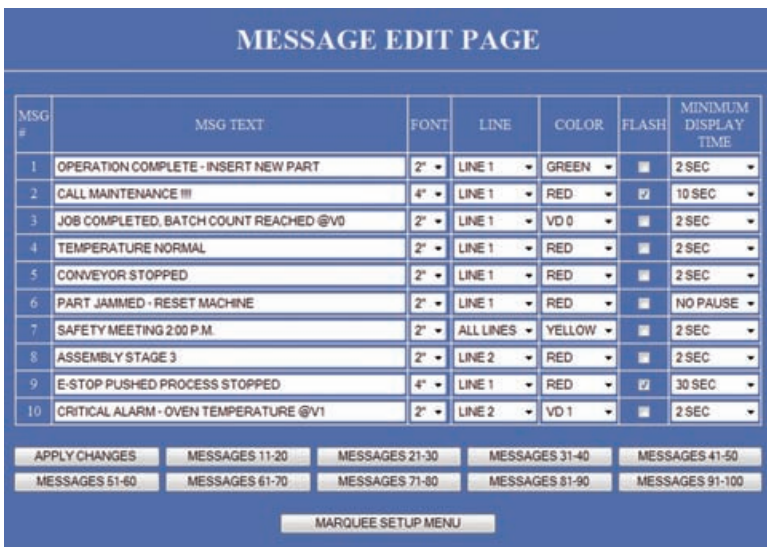 MESSAGE EDIT PAGE
MSG # MSG TEXT FONT LINE COLOR FLASH MINIMUM DISPLAY TIME
1 OPERATION COMPLETE - INSERT NEW PART 2" LINE 1 GREEN 2 SEC
2 CALL MAINTENANCE !!!! 4" LINE 1 RED 10 SEC
3 JOB COMPLETED, BATCH COUNT REACHED @V0 2" LINE 1 VD 0 2 SEC
4 TEMPERATURE NORMAL 2" LINE 1 RED 2 SEC
5 CONVEYOR STOPPED 2" LINE 1 RED 2 SEC
6 PART JAMMED - RESET MACHINE 2" LINE 1 RED NO PAUSE
7 SAFETY MEETING 2:00 P.M. 2" ALL LINES YELLOW 2 SEC
8 ASSEMBLY STAGE 3 2" LINE 2 RED 2 SEC
9 E-STOP PUSHED PROCESS STOPPED 4" LINE 1 RED 30 SEC
10 CRITICAL ALARM - OVEN TEMPERATURE @V1 2" LINE 2 VD 1 2 SEC
APPLY CHANGES MESSAGES 11-20 MESSAGES 21-30 MESSAGES 31-40 MESSAGES 41-50
MESSAGES 51-60 MESSAGES 61-70 MESSAGES 71-80 MESSAGES 81-90 MESSAGES 91-100
MARQUEE SETUP MENU